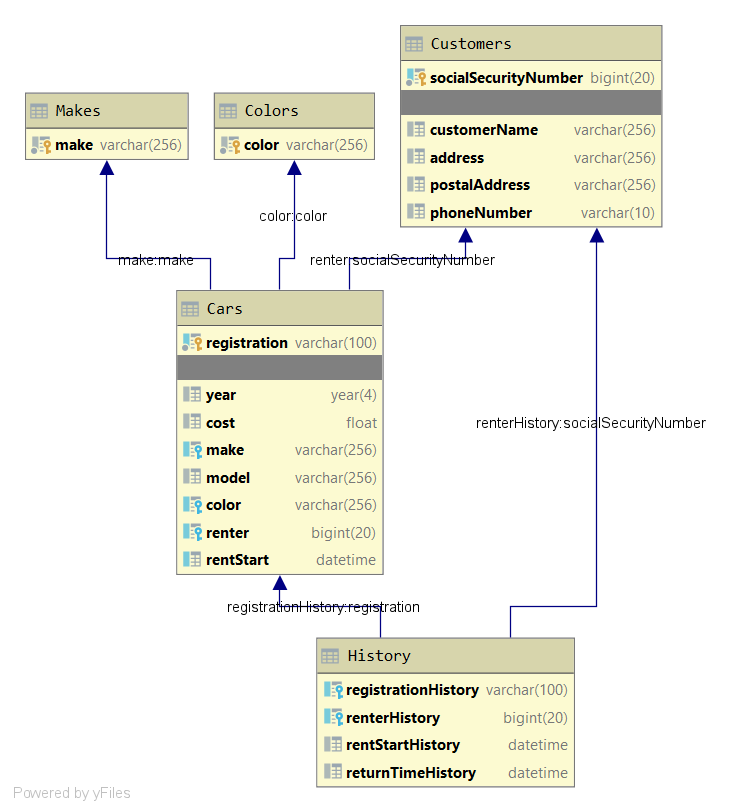 Customers
socialSecurityNumber bigint(20)
customerName varchar(256)
address varchar(256)
postalAddress varchar(256)
phoneNumber varchar(10)
Makes
make varchar(256)
Colors
color varchar(256)
color:color
make:make
renter:socialSecurityNumber
Cars
registration varchar(100)
year year(4)
cost float
make varchar(256)
model varchar(256)
color varchar(256)
renter bigint(20)
rentStart datetime
renterHistory:socialSecurityNumber
registrationHistory:registration
History
registrationHistory varchar(100)
renterHistory bigint(20)
rentStartHistory datetime
returnTimeHistory datetime
Powered by yFiles